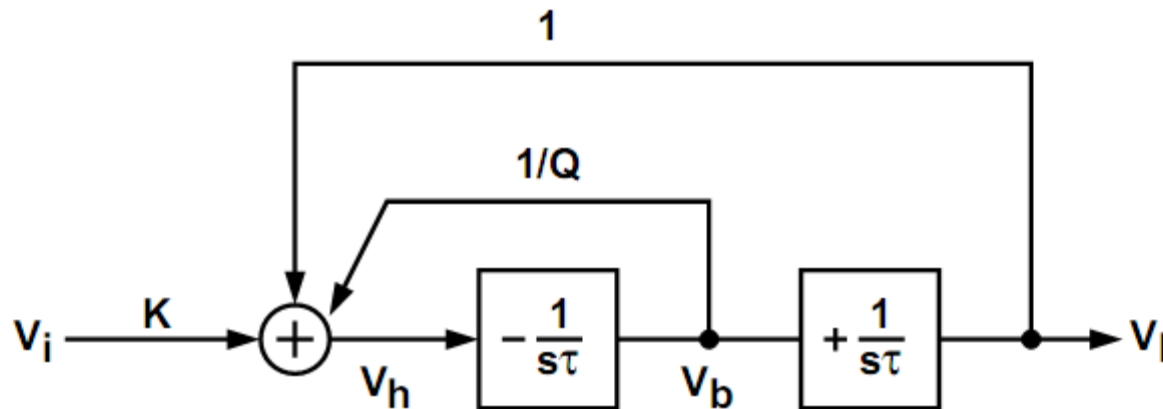 1
1/Q
K
V_i
+
V_h
- 1/sτ
V_b
+ 1/sτ